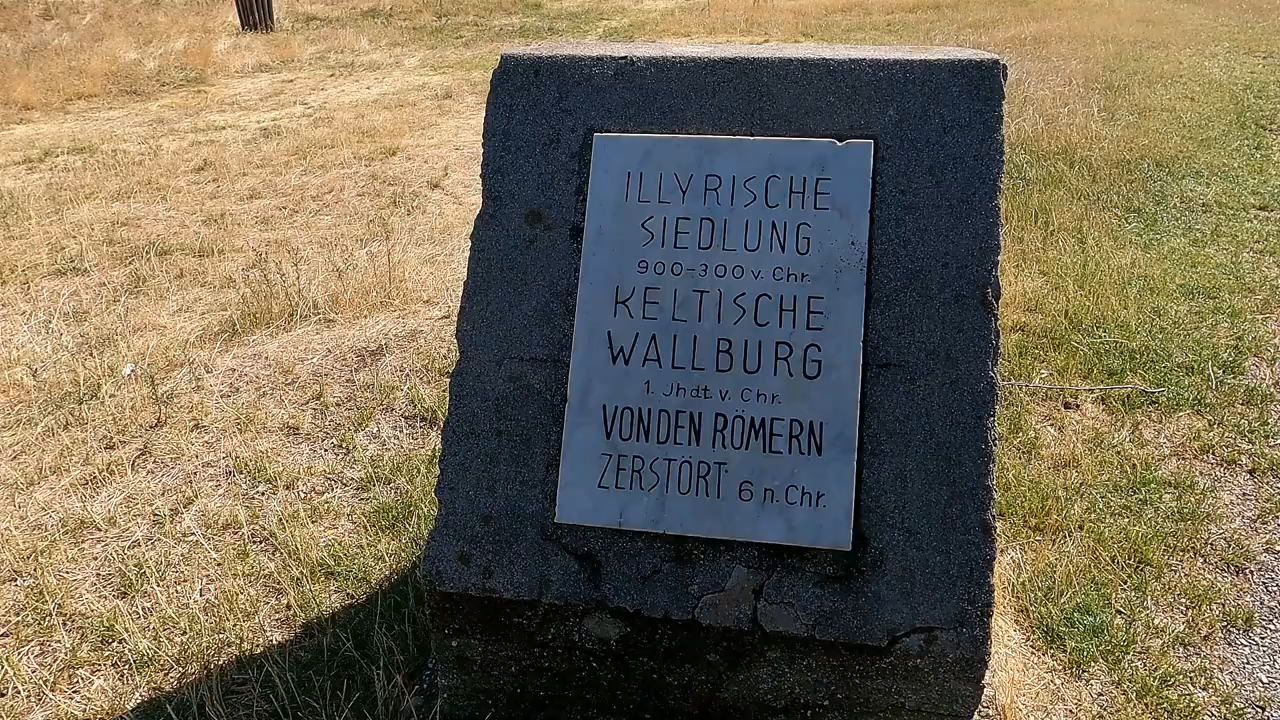 ILLYRISCHE
SIEDLUNG
900-300 v. Chr.
KELTISCHE
WALLBURG
1. Jhdt. v. Chr.
VON DEN RÖMERN
ZERSTÖRT 6 n. Chr.